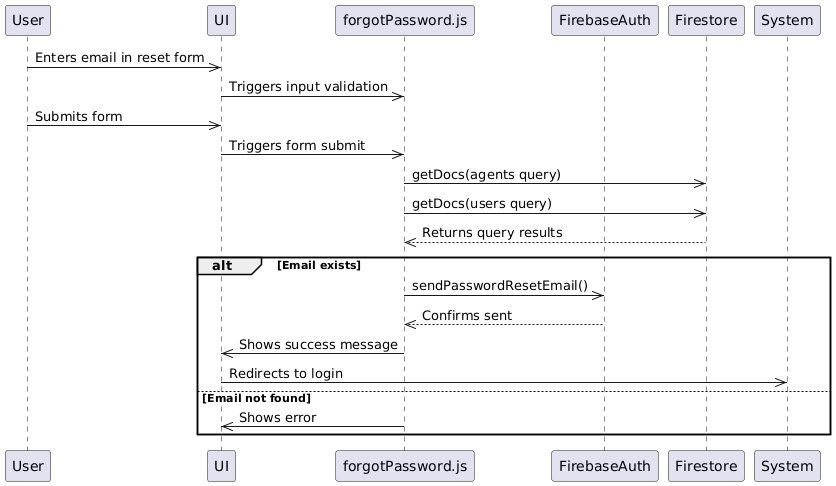 User UI forgotPassword.js FirebaseAuth Firestore System
Enters email in reset form
Triggers input validation
Submits form
Triggers form submit
getDocs(agents query)
getDocs(users query)
Returns query results
alt [Email exists]
sendPasswordResetEmail()
Confirms sent
Shows success message
Redirects to login
[Email not found]
Shows error
User UI forgotPassword.js FirebaseAuth Firestore System